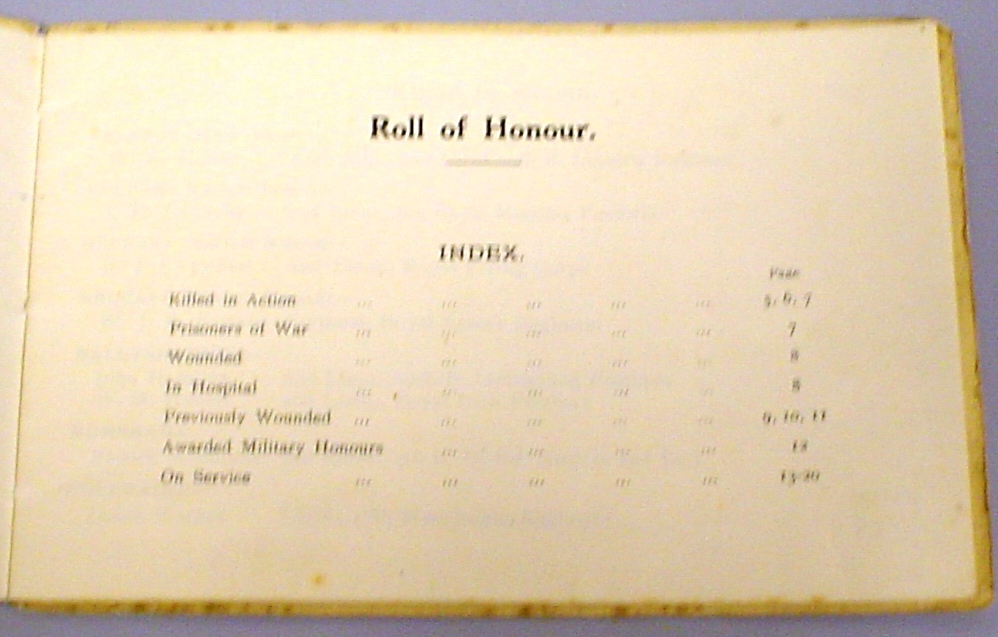 Roll of Honour.
INDEX.
Page
Killed in Action ... ... ... ... ... 5, 6, 7
Prisoners of War ... ... ... ... ... 7
Wounded ... ... ... ... ... 8
In Hospital ... ... ... ... ... 8
Previously Wounded ... ... ... ... ... 9, 10, 11
Awarded Military Honours ... ... ... ... 12
On Service ... ... ... ... ... 13-20